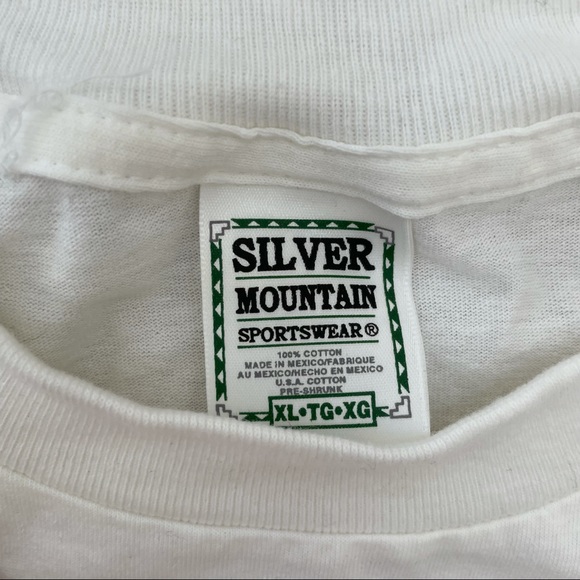 SILVER
MOUNTAIN
SPORTSWEAR®
100% COTTON
MADE IN MEXICO/FABRIQUE
AU MEXICO/HECHO EN MEXICO
U.S.A. COTTON
PRE-SHRUNK
XL•TG•XG